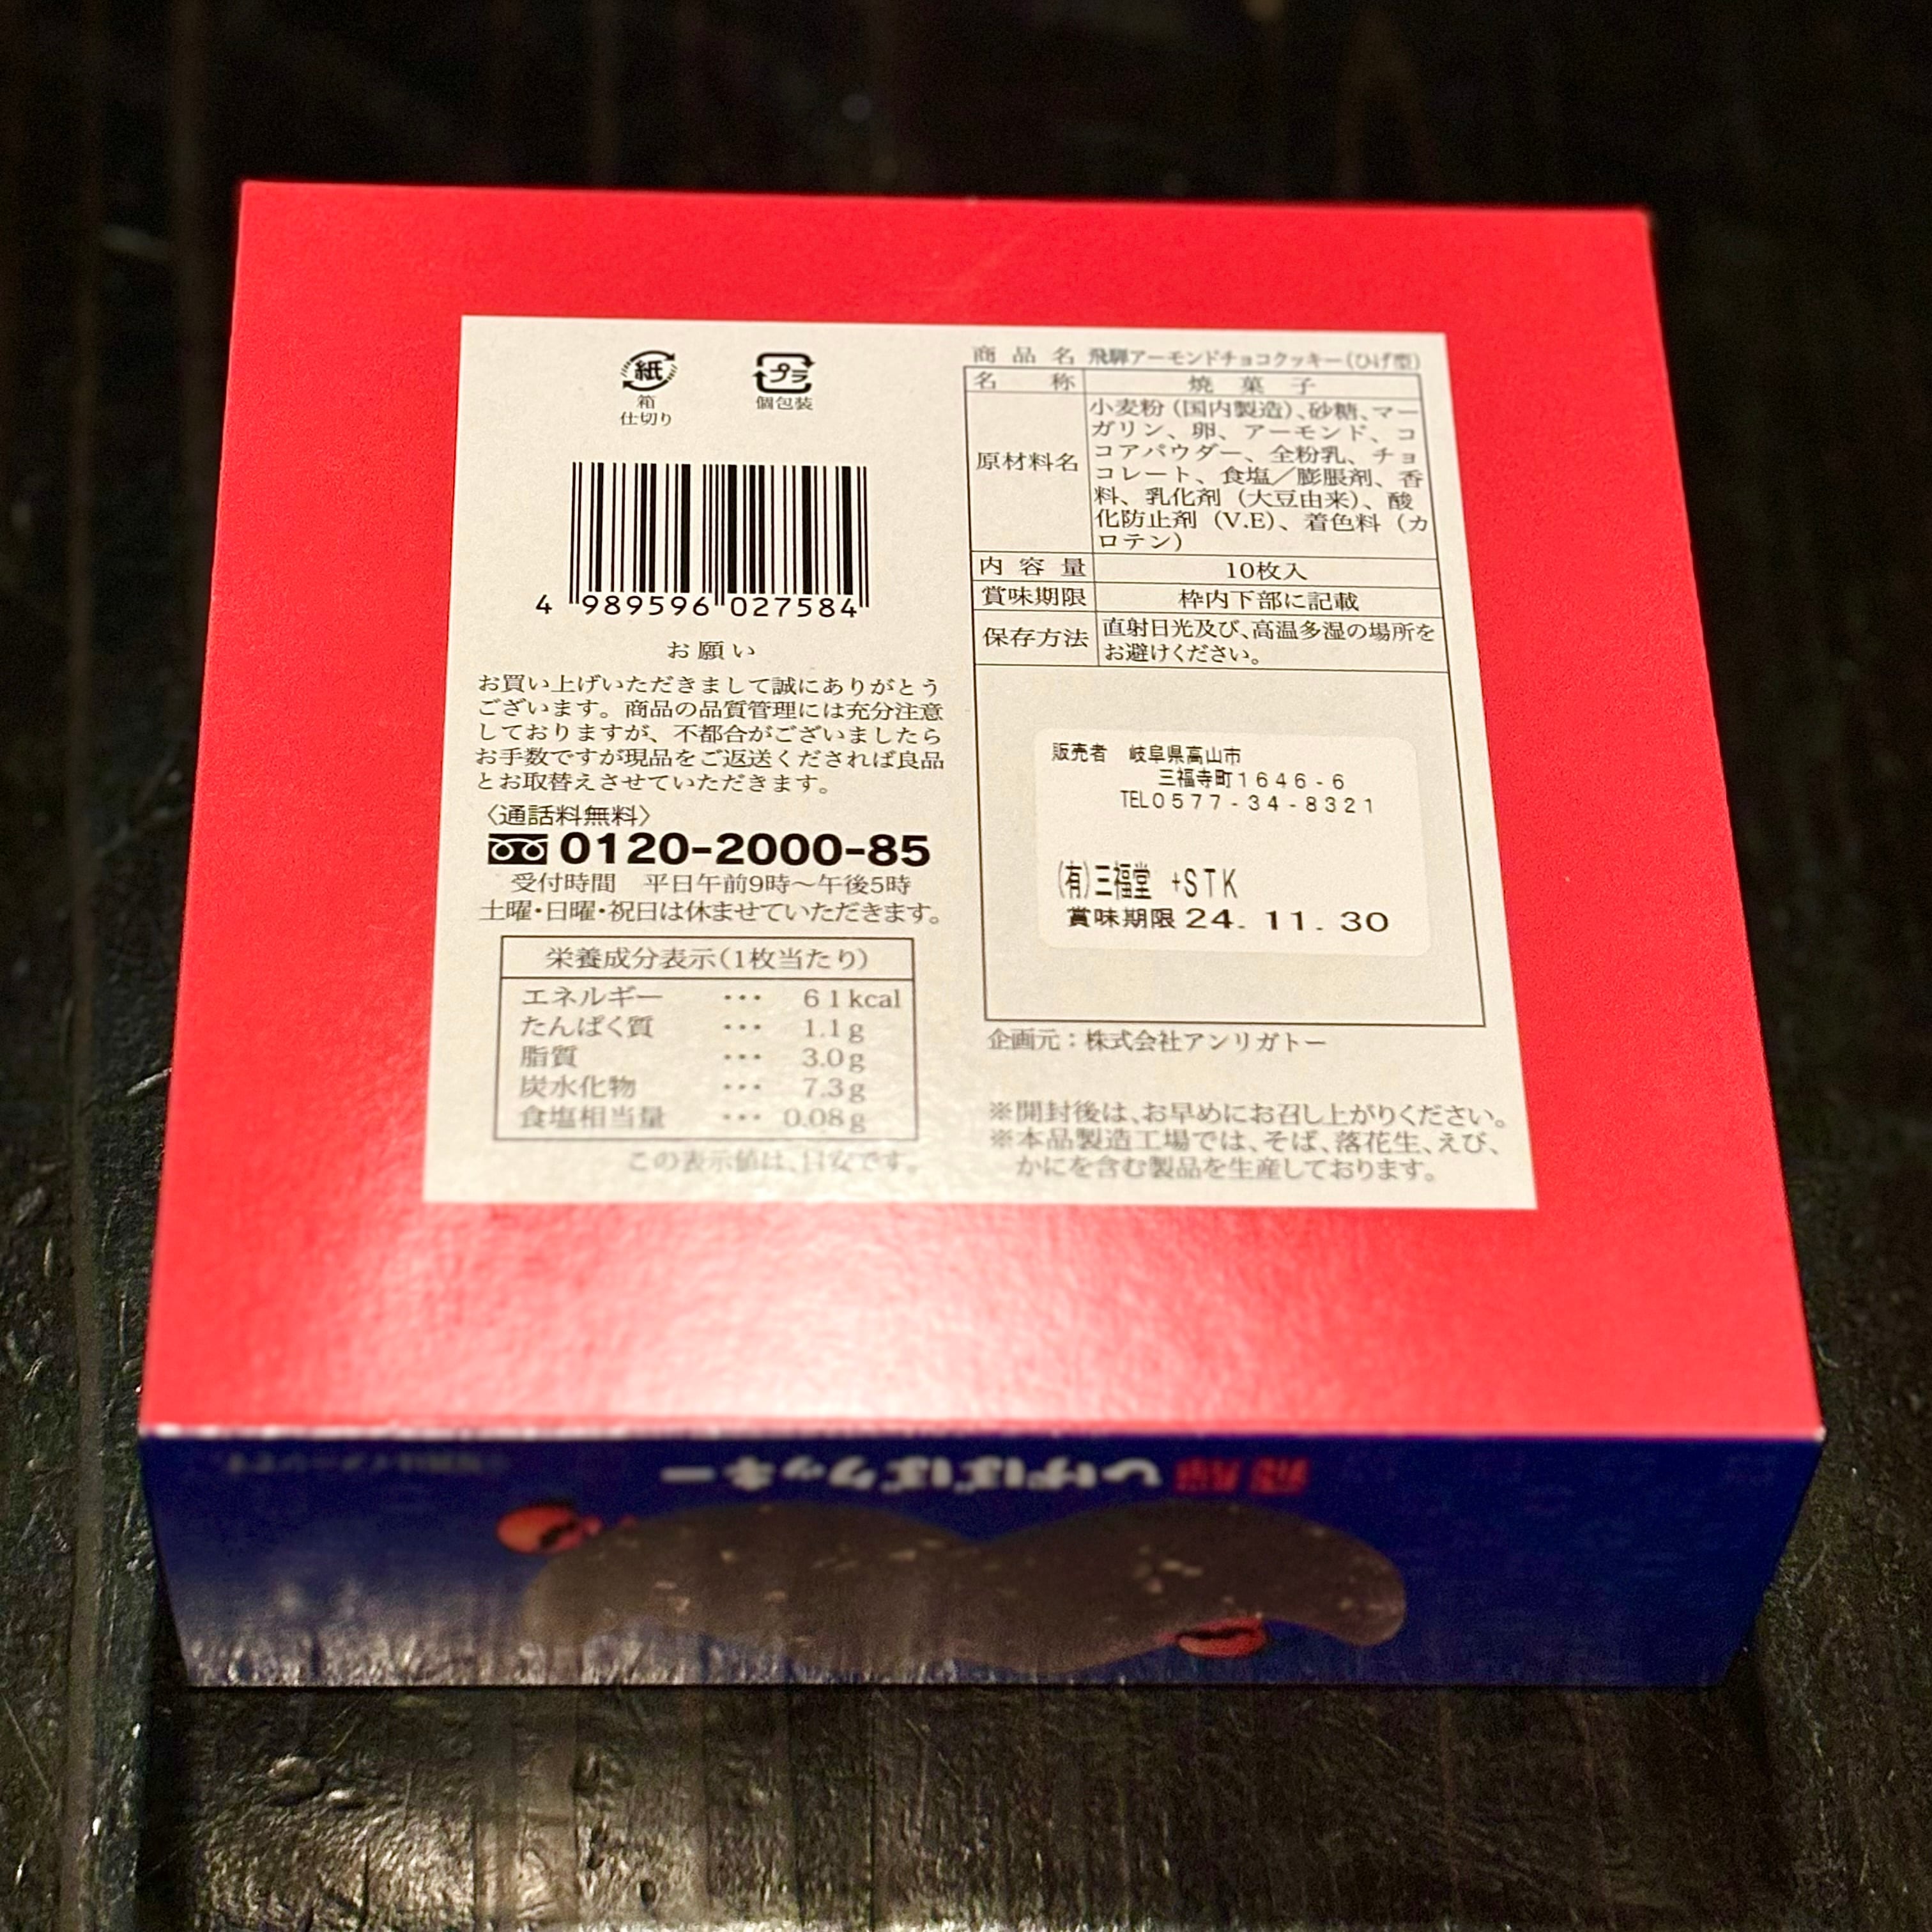 紙
箱
仕切り
プラ
個包装
4 989596 027584
お願い
お買い上げいただきまして誠にありがとう
ございます。商品の品質管理には充分注意
しておりますが、不都合がございましたら
お手数ですが現品をご返送くだされば良品
とお取替えさせていただきます。
〈通話料無料〉
0120-2000-85
受付時間 平日午前9時～午後5時
土曜・日曜・祝日は休ませていただきます。
栄養成分表示(1枚当たり)
エネルギー … 61kcal
たんぱく質 … 1.1g
脂質 … 3.0g
炭水化物 … 7.3g
食塩相当量 … 0.08g
この表示値は、目安です。
商品名 飛騨アーモンドチョコクッキー(ひげ型)
名称 焼菓子
原材料名
小麦粉(国内製造)、砂糖、マー
ガリン、卵、アーモンド、コ
コアパウダー、全粉乳、チョ
コレート、食塩／膨脹剤、香
料、乳化剤(大豆由来)、酸
化防止剤(V.E)、着色料(カ
ロテン)
内容量 10枚入
賞味期限 枠内下部に記載
保存方法
直射日光及び、高温多湿の場所を
お避けください。
販売者 岐阜県高山市
三福寺町1646-6
TEL0577-34-8321
(有)三福堂 +STK
賞味期限 24. 11. 30
企画元：株式会社アンリガトー
※開封後は、お早めにお召し上がりください。
※本品製造工場では、そば、落花生、えび、
かにを含む製品を生産しております。
飛騨 ひげぼぼクッキー